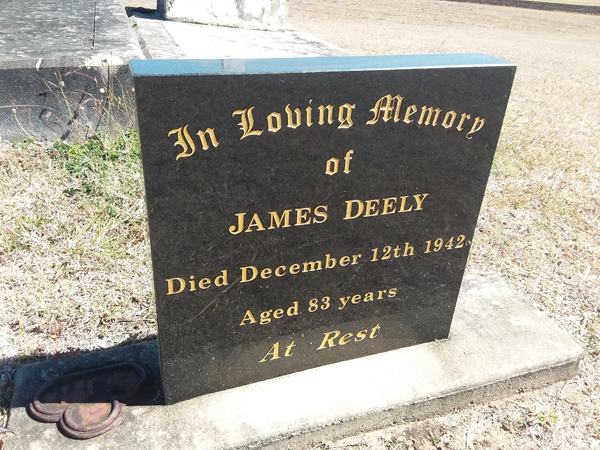 In Loving Memory
of
JAMES DEELY
Died December 12th 1942
Aged 83 years
At Rest